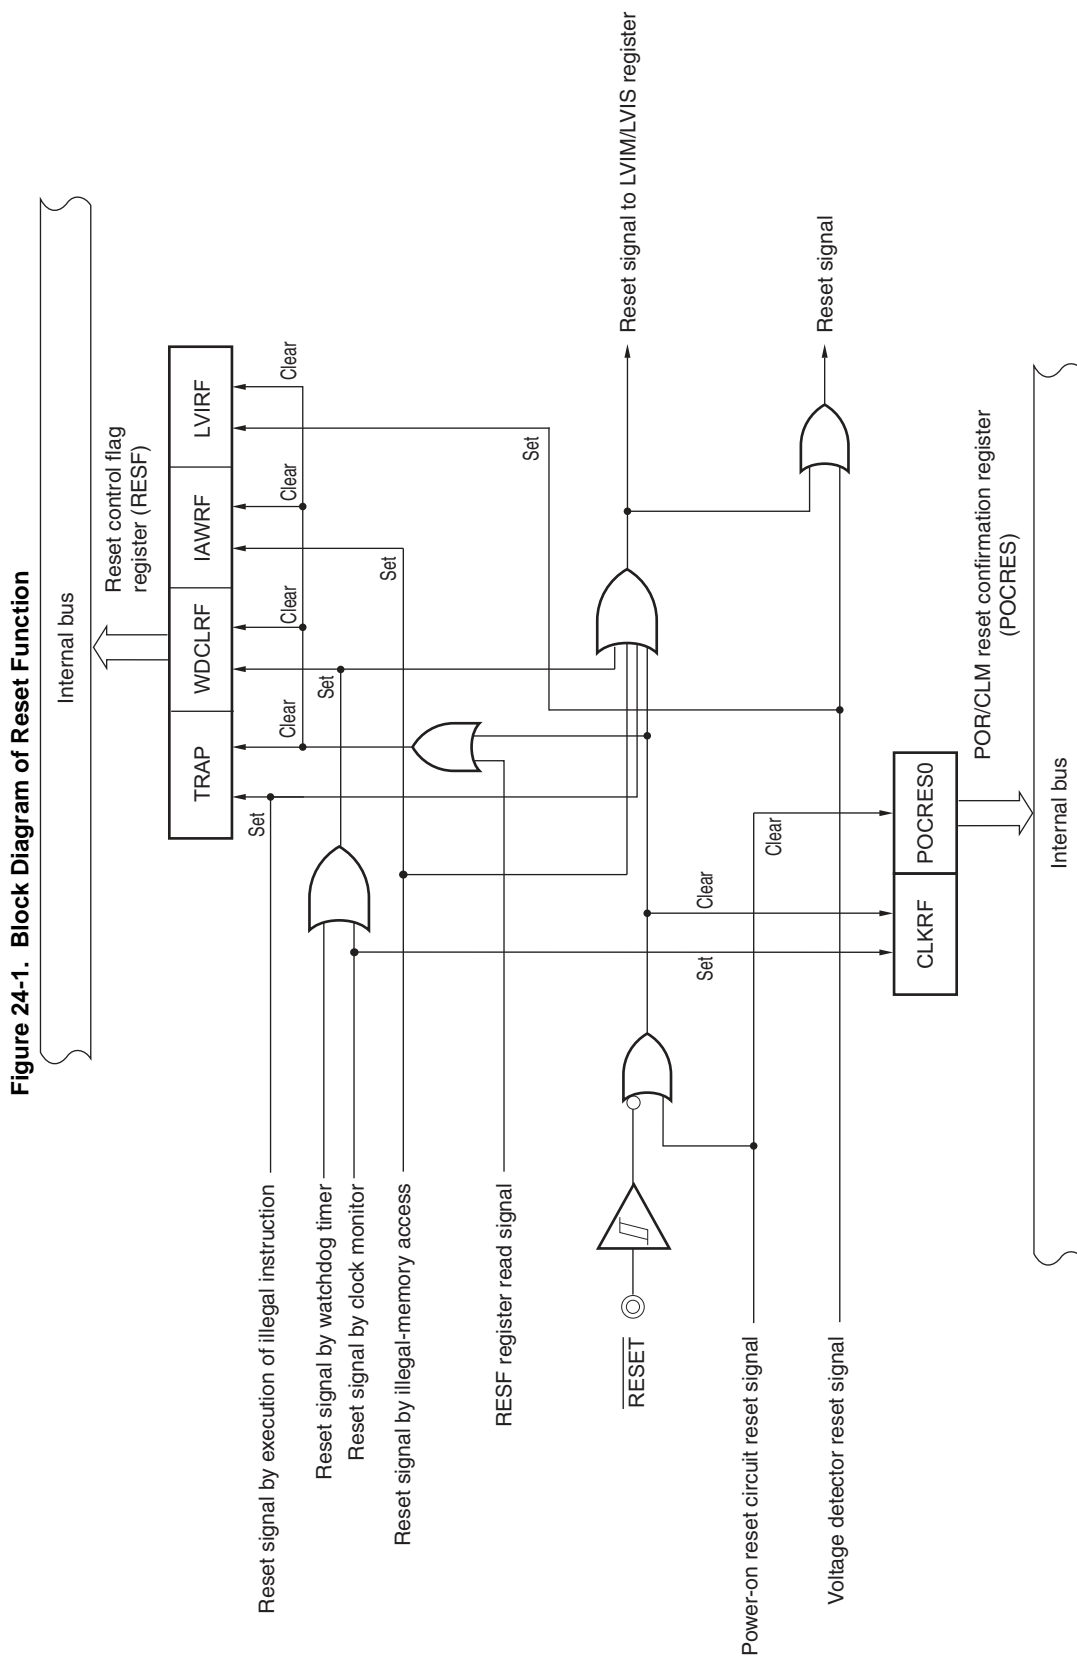 Figure 24-1. Block Diagram of Reset Function
Internal bus
Reset control flag
register (RESF)
TRAP
WDCLRF
IAWRF
LVIRF
Set
Clear
Set
Clear
Set
Clear
Set
Clear
Reset signal by execution of illegal instruction
Reset signal by watchdog timer
Reset signal by clock monitor
Reset signal by illegal-memory access
RESF register read signal
RESET
Power-on reset circuit reset signal
Voltage detector reset signal
Reset signal to LVIM/LVIS register
Reset signal
Set
Clear
Clear
CLKRF
POCRES0
POR/CLM reset confirmation register
(POCRES)
Internal bus